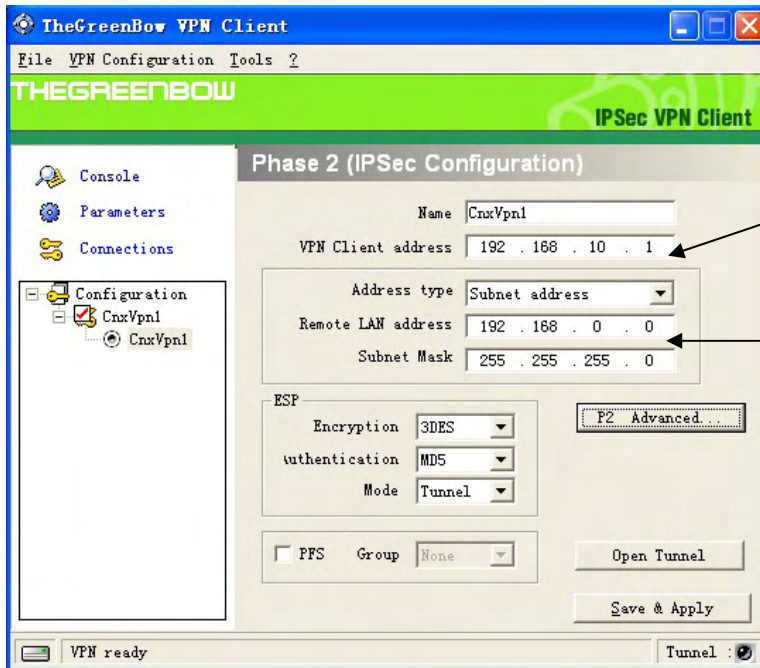 TheGreenBow VPN Client
File VPN Configuration Tools ?
THEGREENBOW
IPSec VPN Client
Console
Parameters
Connections
Configuration
CnxVpn1
CnxVpn1
Phase 2 (IPSec Configuration)
Name CnxVpn1
VPN Client address 192 . 168 . 10 . 1
Address type Subnet address
Remote LAN address 192 . 168 . 0 . 0
Subnet Mask 255 . 255 . 255 . 0
ESP
Encryption 3DES
uthentication MD5
Mode Tunnel
P2 Advanced...
PFS Group None
Open Tunnel
Save & Apply
VPN ready
Tunnel :